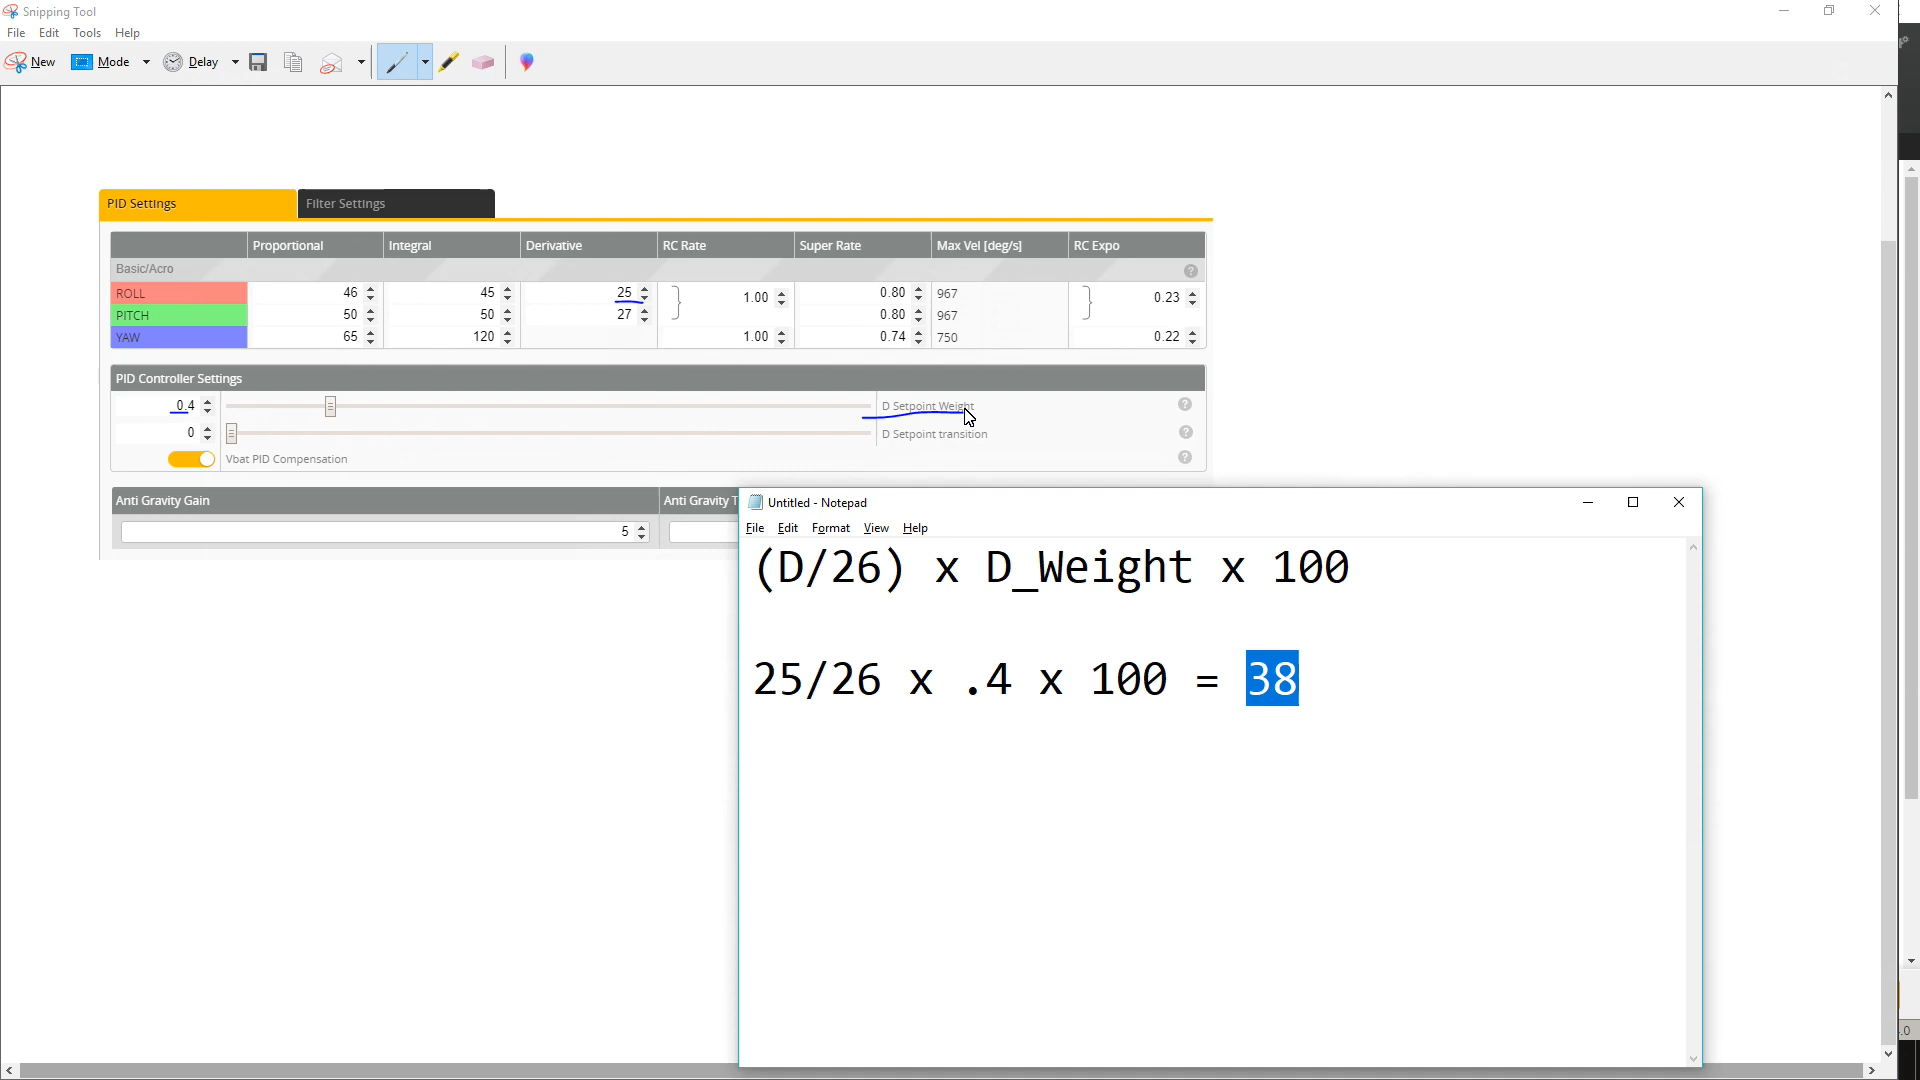 Snipping Tool
File Edit Tools Help
New Mode Delay
PID Settings Filter Settings
Proportional Integral Derivative RC Rate Super Rate Max Vel [deg/s] RC Expo
Basic/Acro ?
ROLL 46 45 25 1.00 0.80 967 0.23
PITCH 50 50 27 0.80 967
YAW 65 120 1.00 0.74 750 0.22
PID Controller Settings
0.4 D Setpoint Weight ?
0 D Setpoint transition ?
Vbat PID Compensation ?
Anti Gravity Gain Anti Gravity T
5
Untitled - Notepad
File Edit Format View Help
(D/26) x D_Weight x 100
25/26 x .4 x 100 = 38
.0